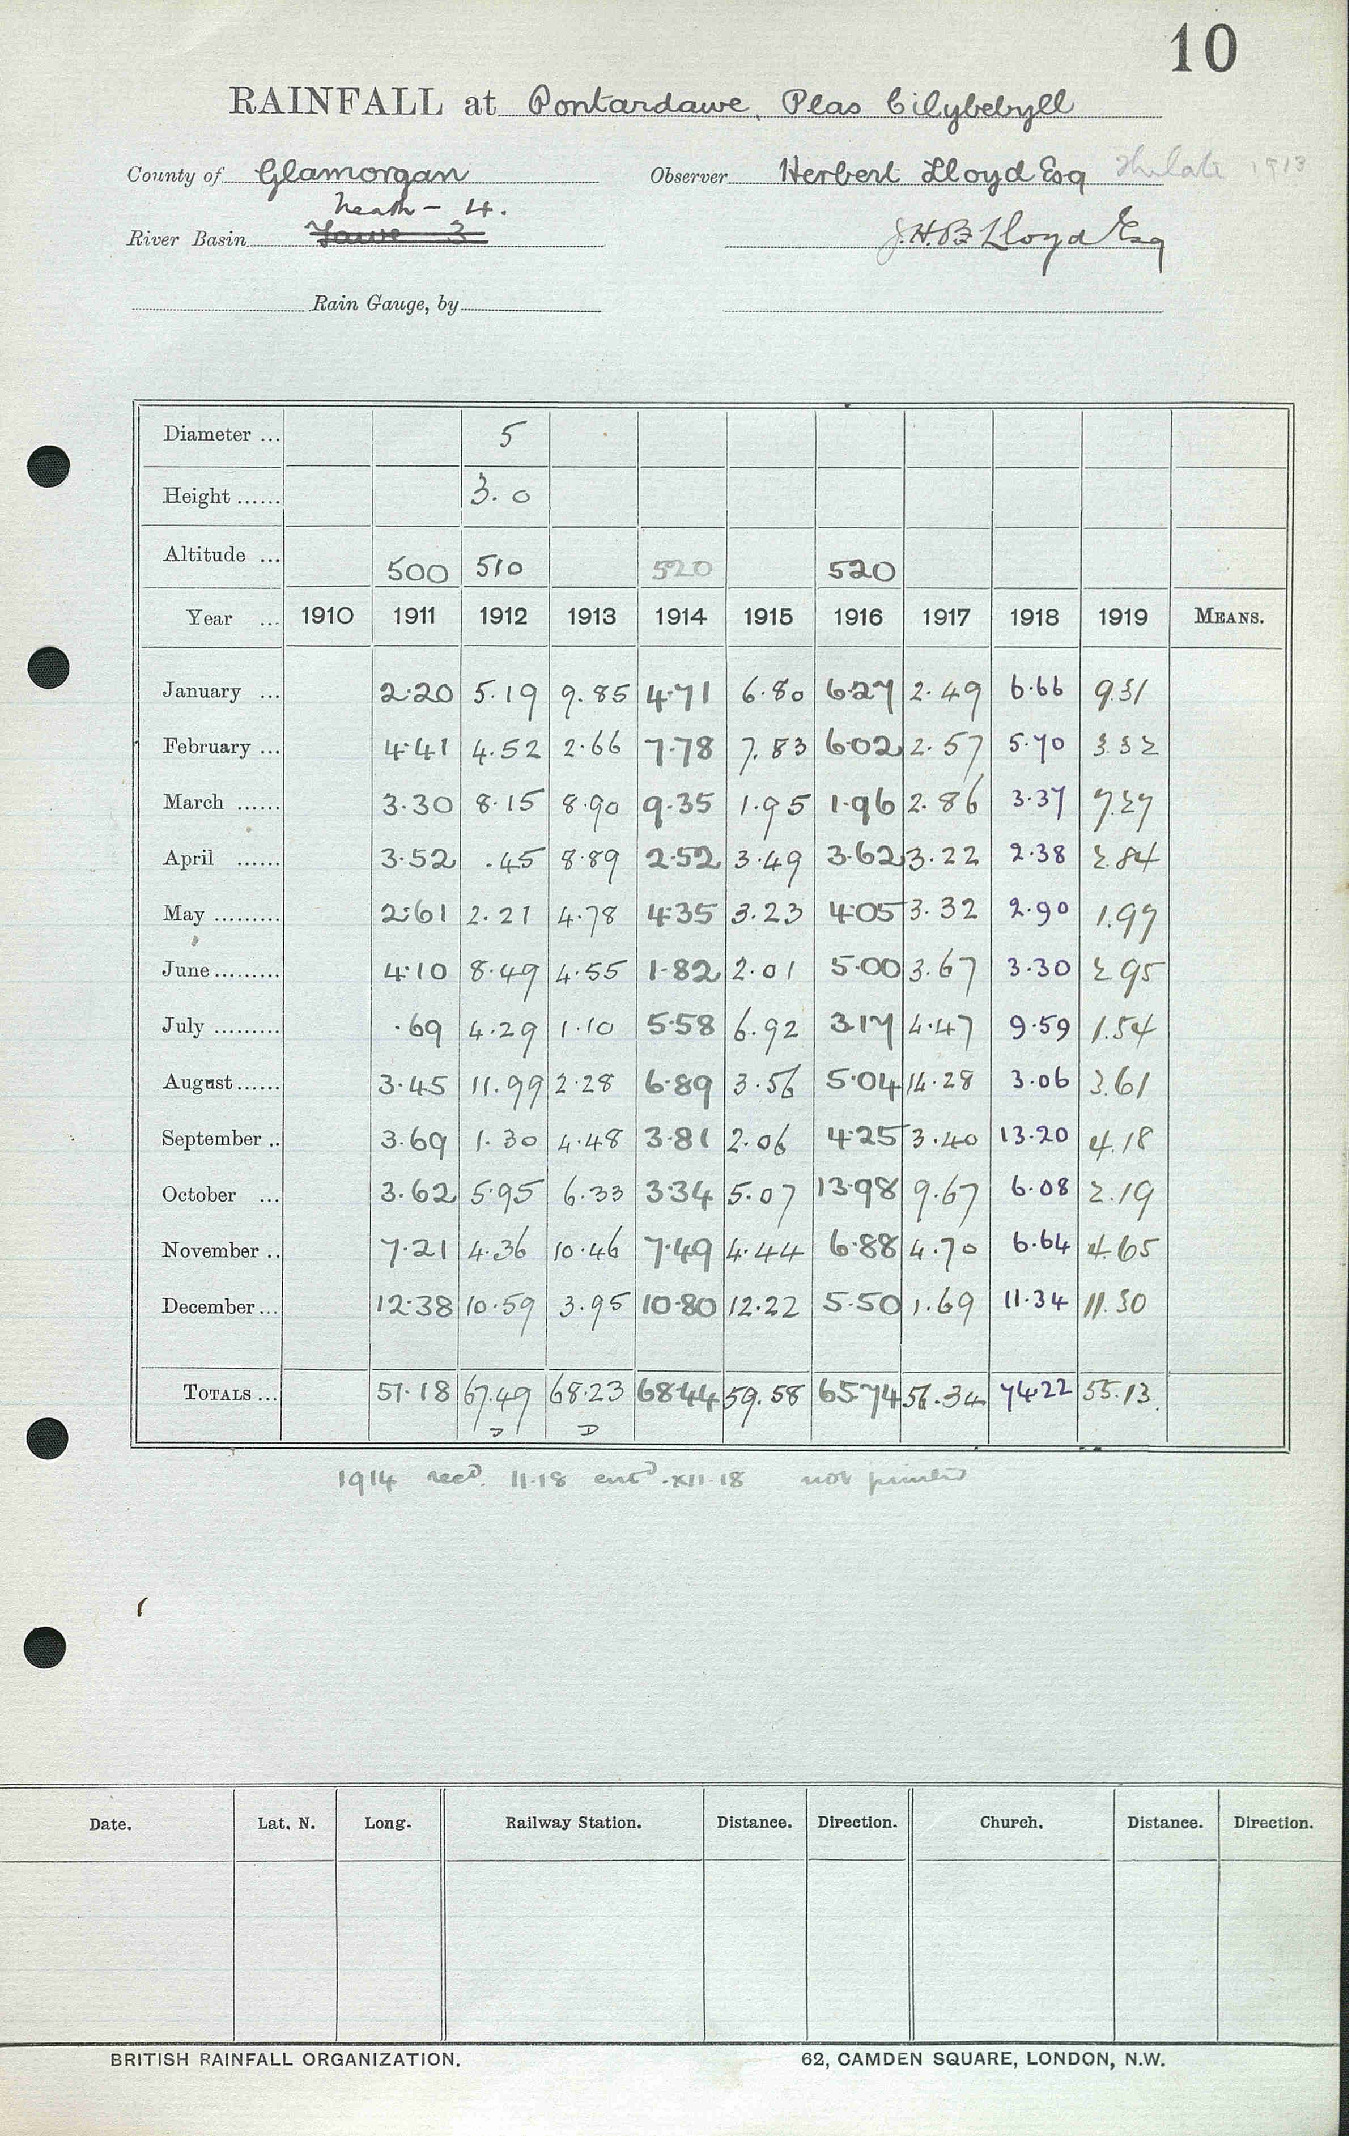 10
RAINFALL at Pontardawe, Plas Cilybebyll
County of Glamorgan Observer Herbert Lloyd Esq the late 1913
Neath - 4.
River Basin Tawe 3 J.H.B Lloyd Esq
Rain Gauge, by
Diameter ... 5
Height ...... 3.0
Altitude ... 500 510 520 520
Year ... 1910 1911 1912 1913 1914 1915 1916 1917 1918 1919 MEANS.
January ... 2.20 5.19 9.85 4.71 6.80 6.27 2.49 6.66 9.31
February ... 4.41 4.52 2.66 7.78 7.83 6.02 2.57 5.70 3.32
March ...... 3.30 8.15 8.90 9.35 1.95 1.96 2.86 3.37 7.27
April ...... 3.52 .45 8.89 2.52 3.49 3.62 3.22 2.38 2.84
May ......... 2.61 2.21 4.78 4.35 3.23 4.05 3.32 2.90 1.97
June ......... 4.10 8.49 4.55 1.82 2.01 5.00 3.67 3.30 2.95
July ......... .69 4.29 1.10 5.58 6.92 3.17 4.47 9.59 1.54
August ...... 3.45 11.99 2.28 6.89 3.56 5.04 14.28 3.06 3.61
September .. 3.69 1.30 4.48 3.81 2.06 4.25 3.40 13.20 4.18
October ... 3.62 5.95 6.33 3.34 5.07 13.98 9.67 6.08 2.19
November .. 7.21 4.36 10.46 7.49 4.44 6.88 4.70 6.64 4.65
December ... 12.38 10.59 3.95 10.80 12.22 5.50 1.69 11.34 11.30
TOTALS ... 51.18 67.49 68.23 68.44 59.58 65.74 56.34 74.22 55.13
1914 recd. 11.18 entd. XII.18 not printed
Date. Lat. N. Long. Railway Station. Distance. Direction. Church. Distance. Direction.
BRITISH RAINFALL ORGANIZATION. 62, CAMDEN SQUARE, LONDON, N.W.